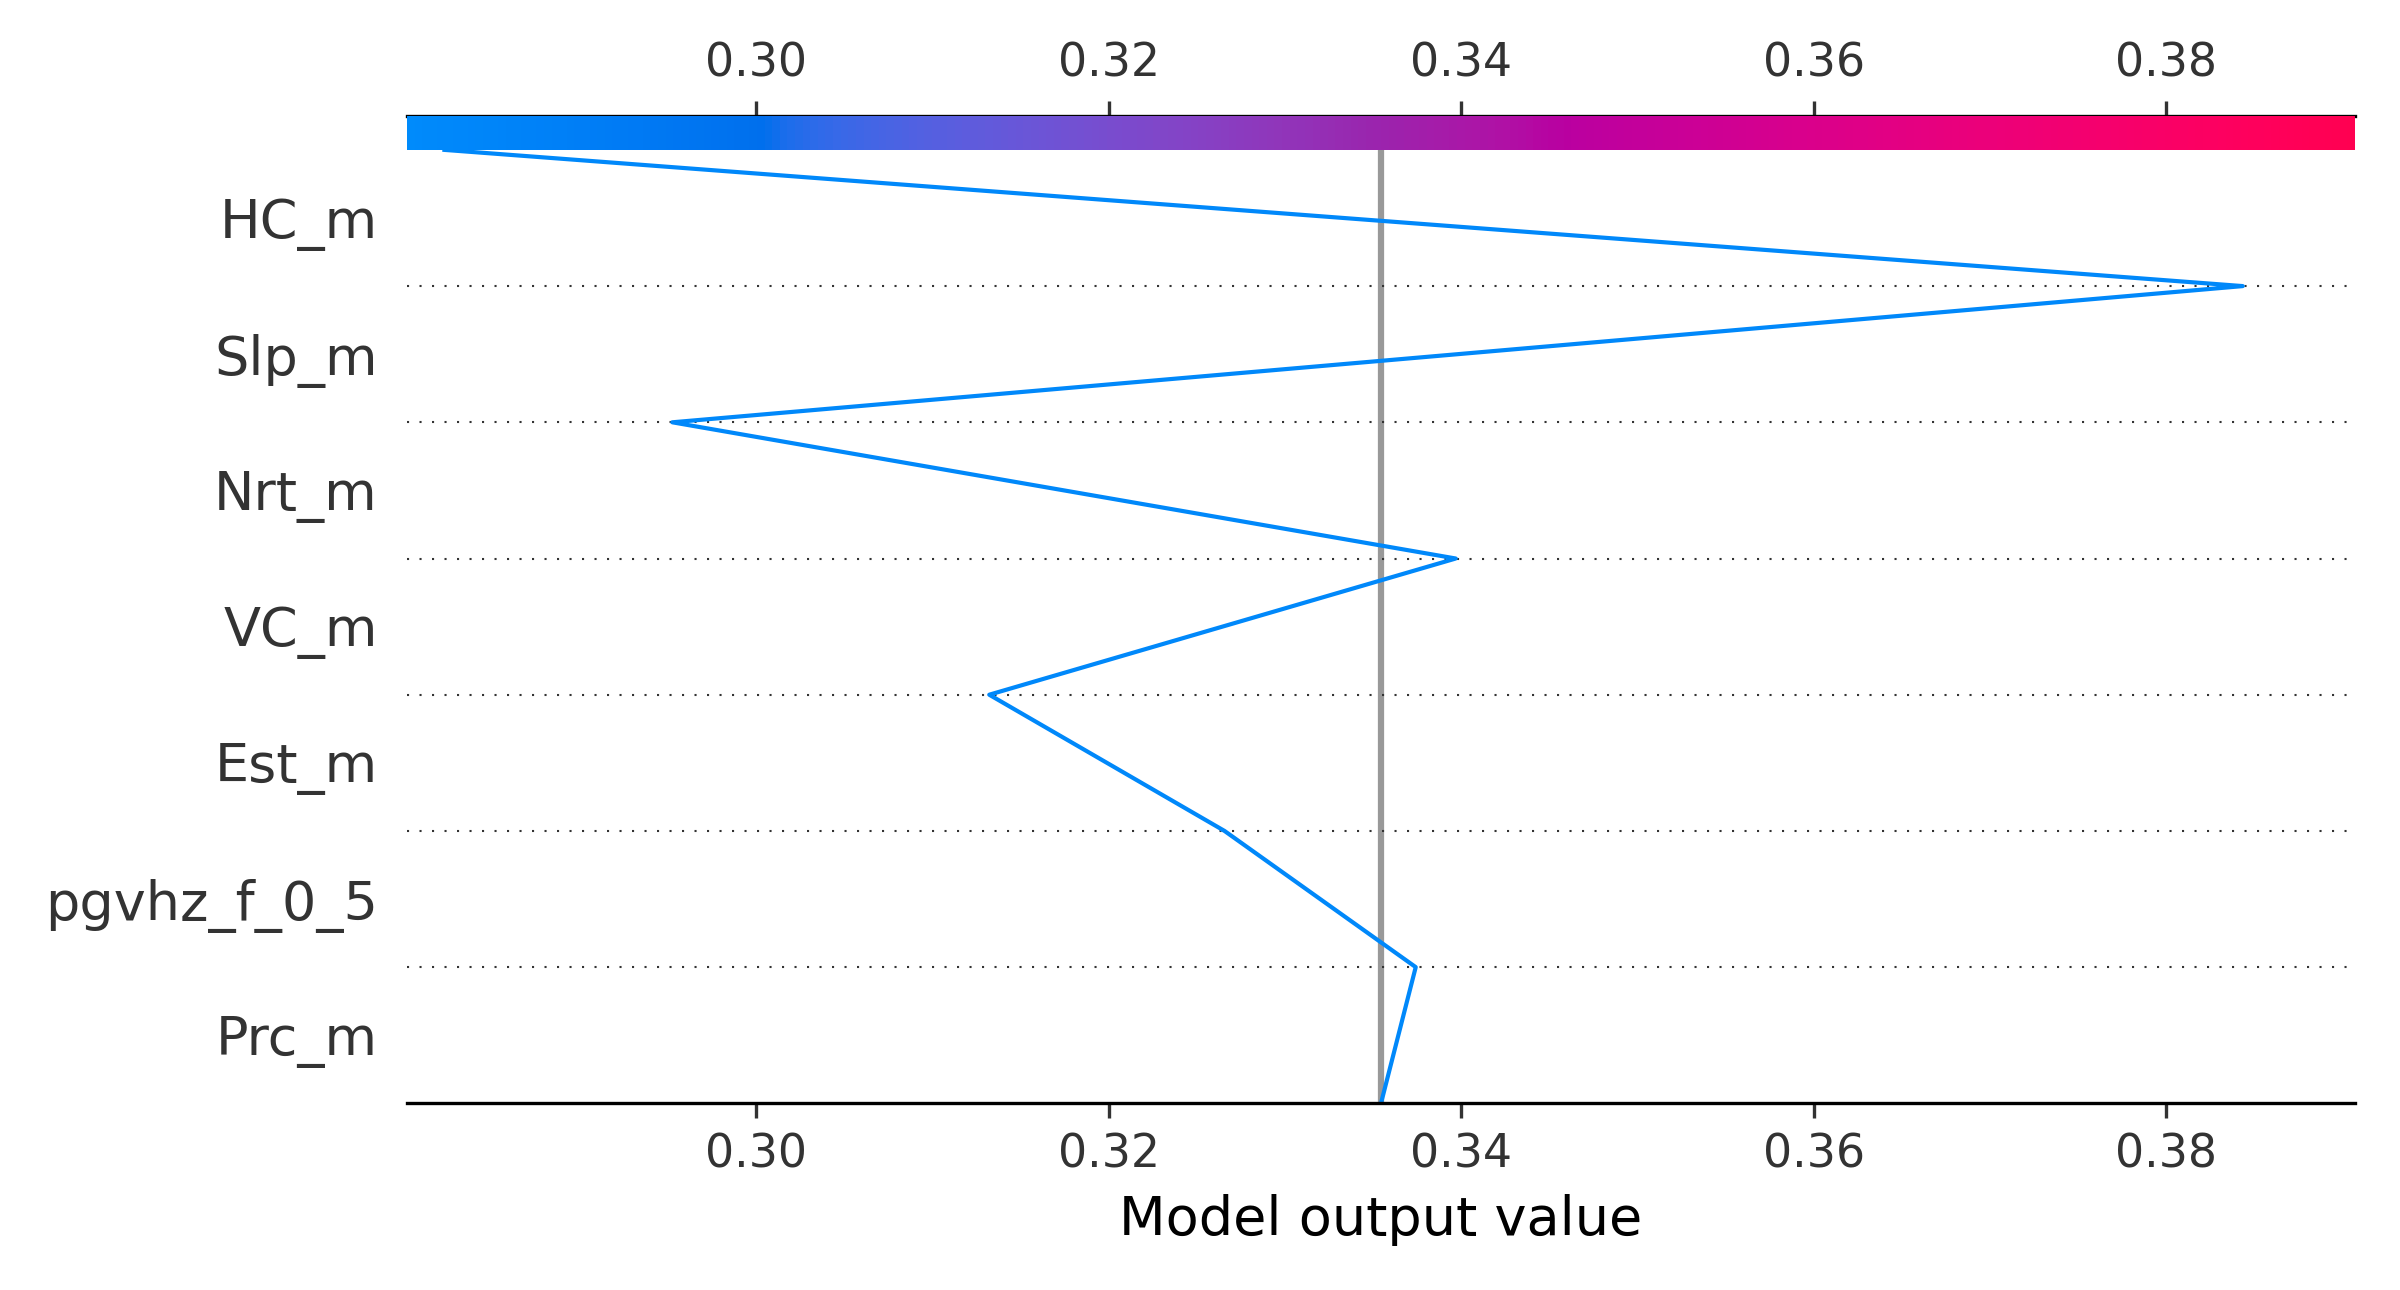 0.30 0.32 0.34 0.36 0.38
HC_m
Slp_m
Nrt_m
VC_m
Est_m
pgvhz_f_0_5
Prc_m
0.30 0.32 0.34 0.36 0.38
Model output value